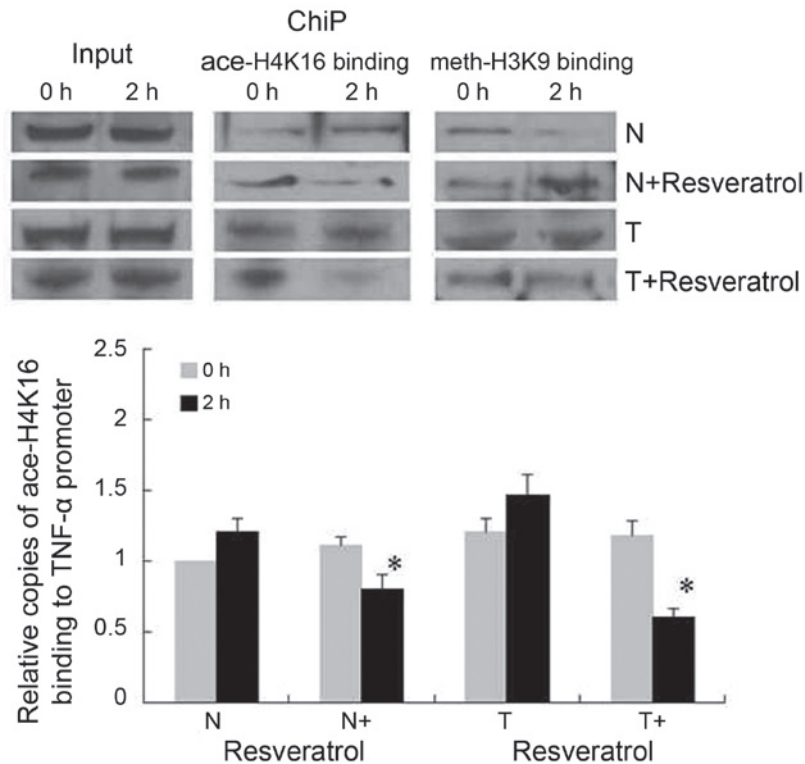 ChiP
Input
ace-H4K16 binding
meth-H3K9 binding
0 h 2 h 0 h 2 h 0 h 2 h
N
N+Resveratrol
T
T+Resveratrol
Relative copies of ace-H4K16
binding to TNF-α promoter
2.5
2
1.5
1
0.5
0
0 h
2 h
*
*
N N+ T T+
Resveratrol Resveratrol